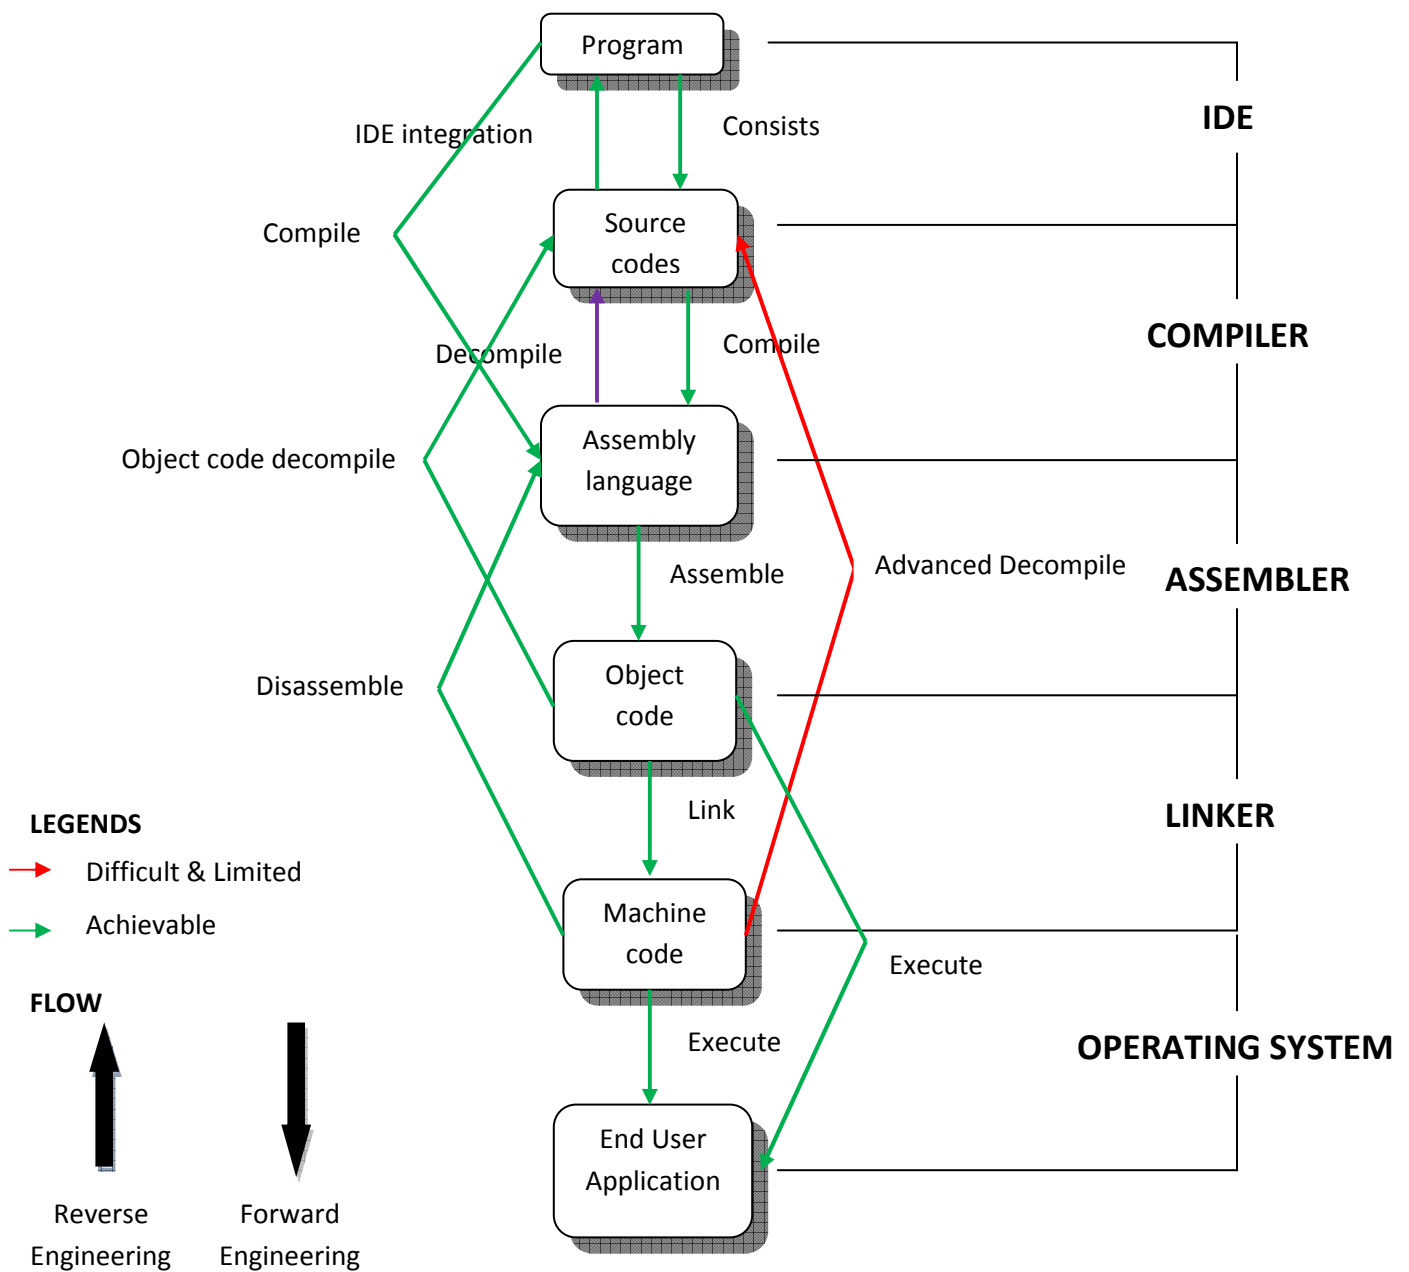 Program
IDE integration
Consists
IDE
Compile
Source
codes
Decompile
Compile
COMPILER
Object code decompile
Assembly
language
Assemble
Advanced Decompile
ASSEMBLER
Disassemble
Object
code
Link
LINKER
LEGENDS
Difficult & Limited
Achievable
Machine
code
Execute
FLOW
Execute
OPERATING SYSTEM
End User
Application
Reverse
Engineering
Forward
Engineering